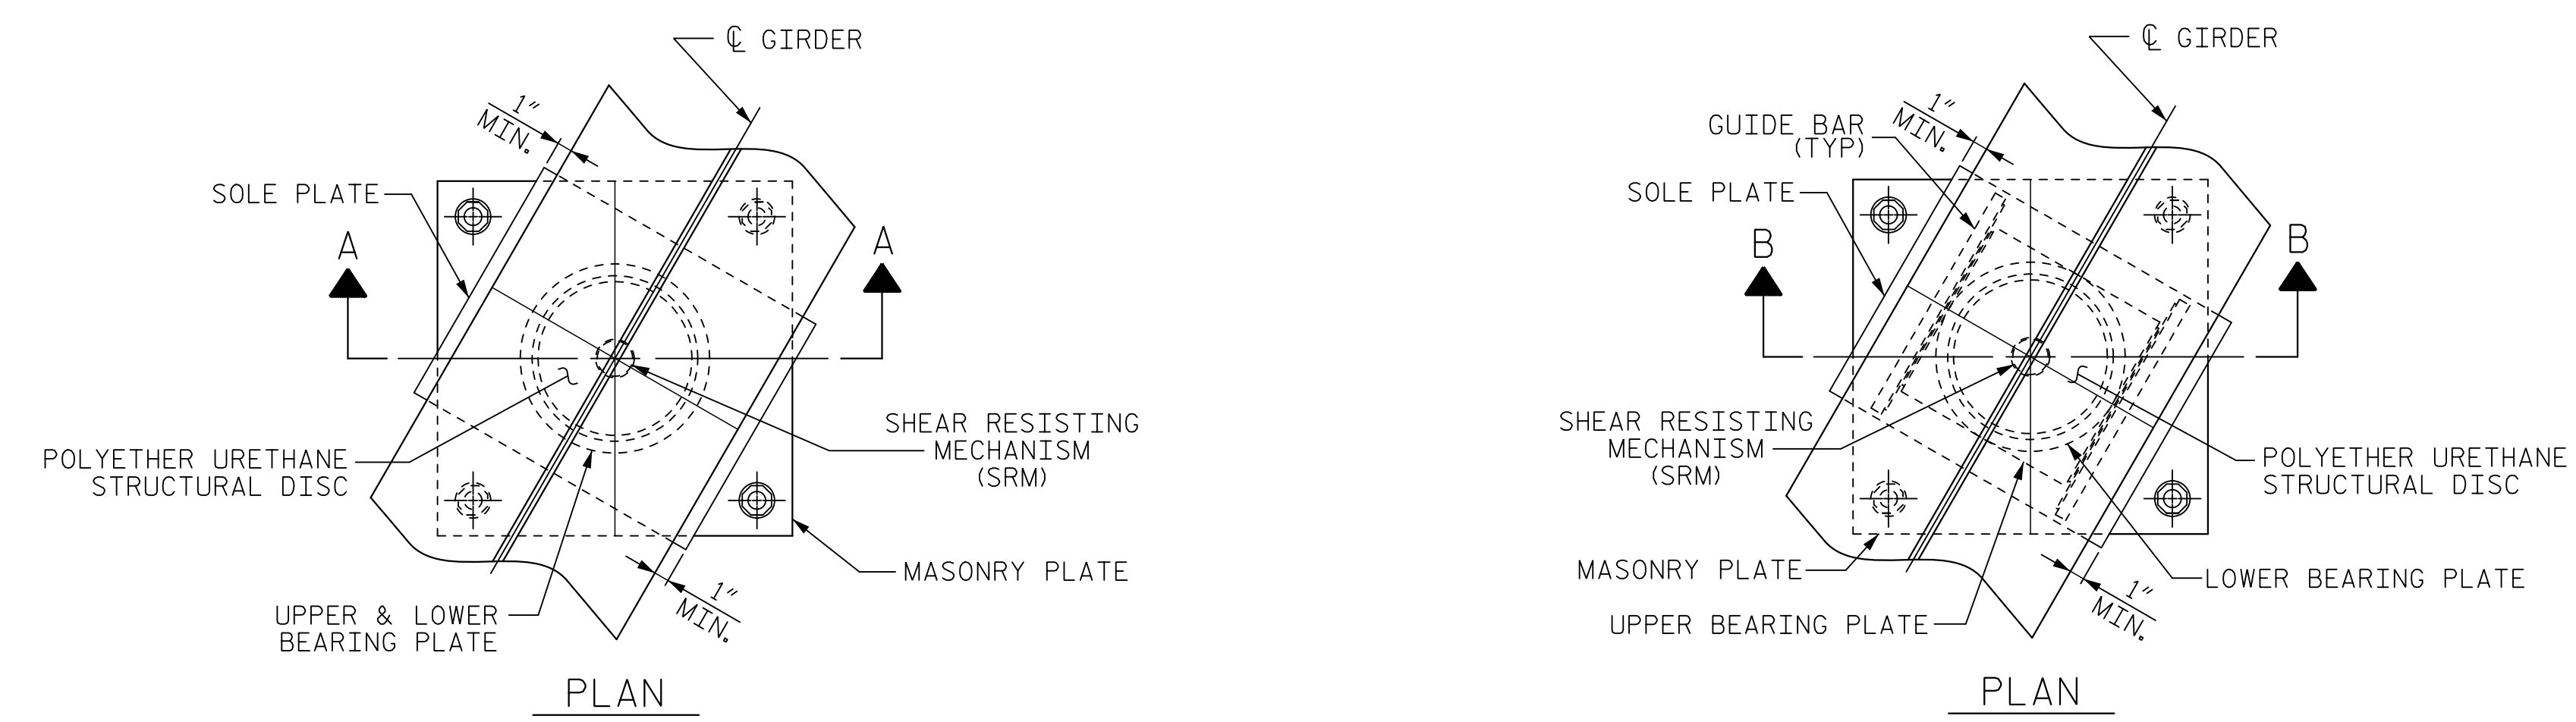 ℄ GIRDER
1" MIN.
SOLE PLATE
A
A
SHEAR RESISTING
MECHANISM
(SRM)
POLYETHER URETHANE
STRUCTURAL DISC
MASONRY PLATE
1" MIN.
UPPER & LOWER
BEARING PLATE
PLAN
℄ GIRDER
1" MIN.
GUIDE BAR
(TYP)
SOLE PLATE
B
B
SHEAR RESISTING
MECHANISM
(SRM)
POLYETHER URETHANE
STRUCTURAL DISC
MASONRY PLATE
LOWER BEARING PLATE
1" MIN.
UPPER BEARING PLATE
PLAN